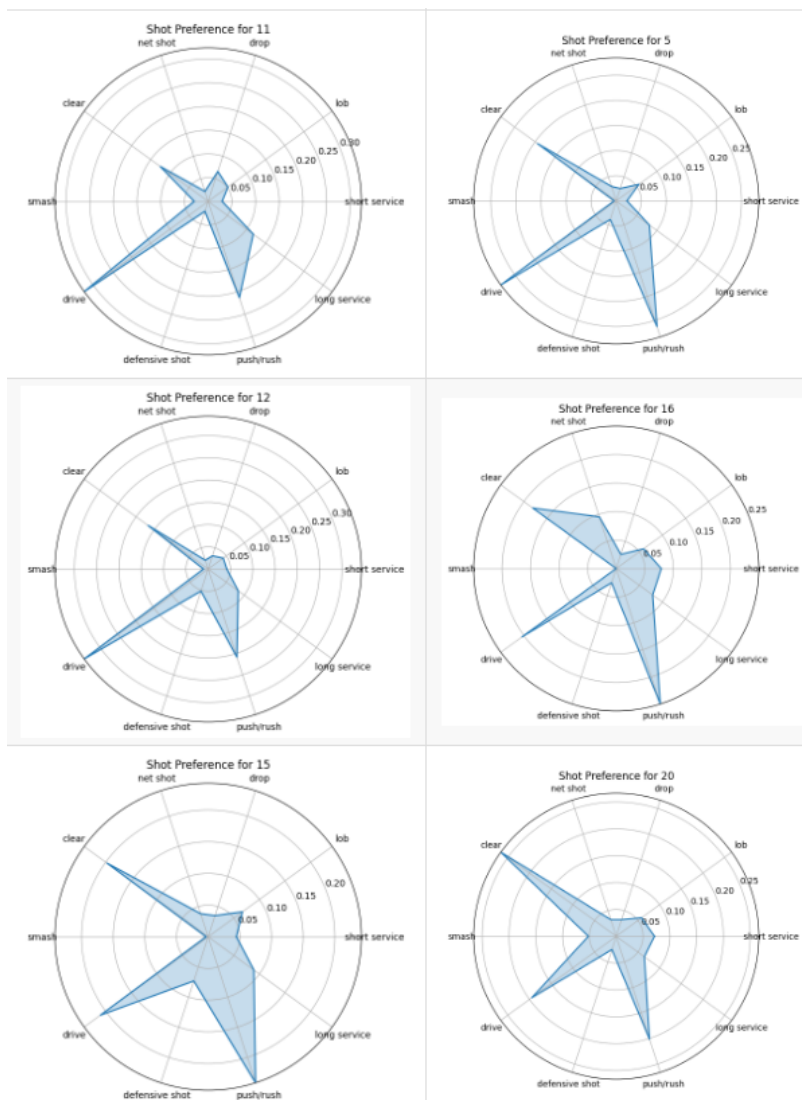 Shot Preference for 11
net shot
drop
clear
lob
0.30
0.25
0.20
0.15
0.10
0.05
smash
short service
drive
long service
defensive shot
push/rush
Shot Preference for 5
net shot
drop
clear
lob
0.25
0.20
0.15
0.10
0.05
smash
short service
drive
long service
defensive shot
push/rush
Shot Preference for 12
net shot
drop
clear
lob
0.30
0.25
0.20
0.15
0.10
0.05
smash
short service
drive
long service
defensive shot
push/rush
Shot Preference for 16
net shot
drop
clear
lob
0.25
0.20
0.15
0.10
0.05
smash
short service
drive
long service
defensive shot
push/rush
Shot Preference for 15
net shot
drop
clear
lob
0.20
0.15
0.10
0.05
smash
short service
drive
long service
defensive shot
push/rush
Shot Preference for 20
net shot
drop
clear
lob
0.25
0.20
0.15
0.10
0.05
smash
short service
drive
long service
defensive shot
push/rush